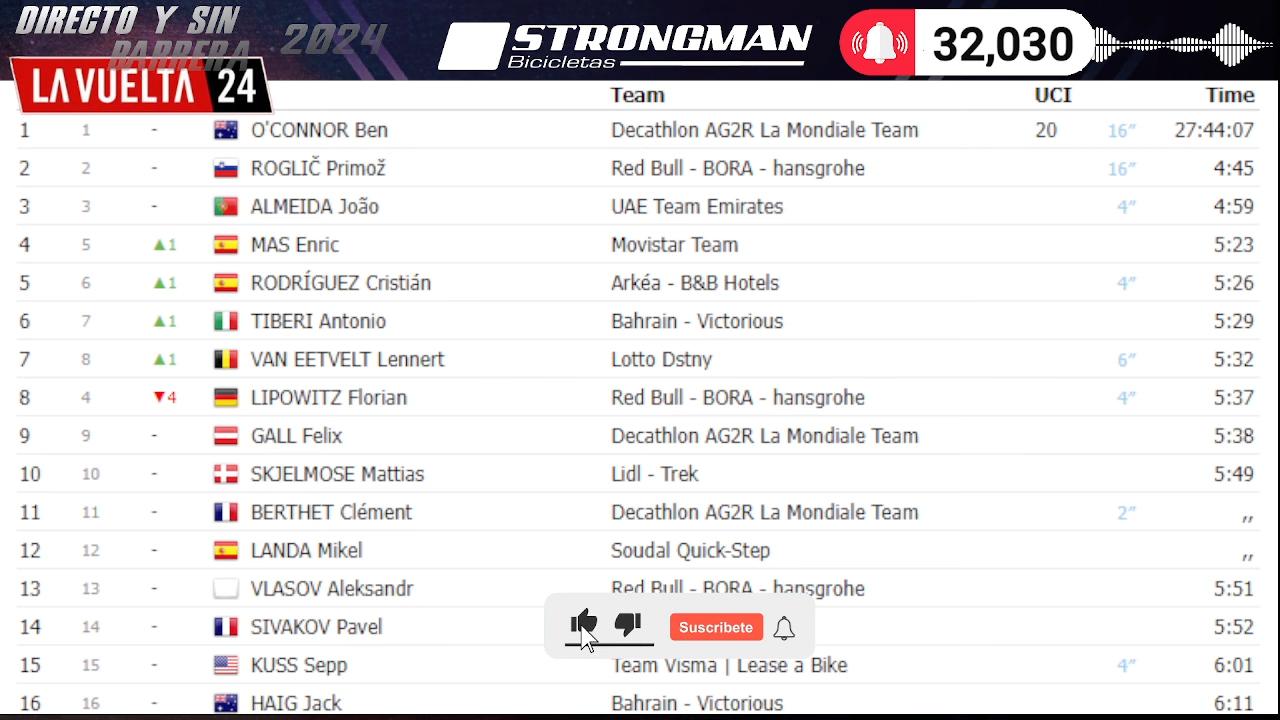 DIRECTO Y SIN BARRERA 2024 STRONGMAN Bicicletas 32,030
LA VUELTA 24
Team UCI Time
1 1 - O'CONNOR Ben Decathlon AG2R La Mondiale Team 20 16″ 27:44:07
2 2 - ROGLIČ Primož Red Bull - BORA - hansgrohe 16″ 4:45
3 3 - ALMEIDA João UAE Team Emirates 4″ 4:59
4 5 ▲1 MAS Enric Movistar Team 5:23
5 6 ▲1 RODRÍGUEZ Cristián Arkéa - B&B Hotels 4″ 5:26
6 7 ▲1 TIBERI Antonio Bahrain - Victorious 5:29
7 8 ▲1 VAN EETVELT Lennert Lotto Dstny 6″ 5:32
8 4 ▼4 LIPOWITZ Florian Red Bull - BORA - hansgrohe 4″ 5:37
9 9 - GALL Felix Decathlon AG2R La Mondiale Team 5:38
10 10 - SKJELMOSE Mattias Lidl - Trek 5:49
11 11 - BERTHET Clément Decathlon AG2R La Mondiale Team 2″ ,,
12 12 - LANDA Mikel Soudal Quick-Step ,,
13 13 - VLASOV Aleksandr Red Bull - BORA - hansgrohe 5:51
14 14 - SIVAKOV Pavel Suscribete 5:52
15 15 - KUSS Sepp Team Visma | Lease a Bike 4″ 6:01
16 16 - HAIG Jack Bahrain - Victorious 6:11